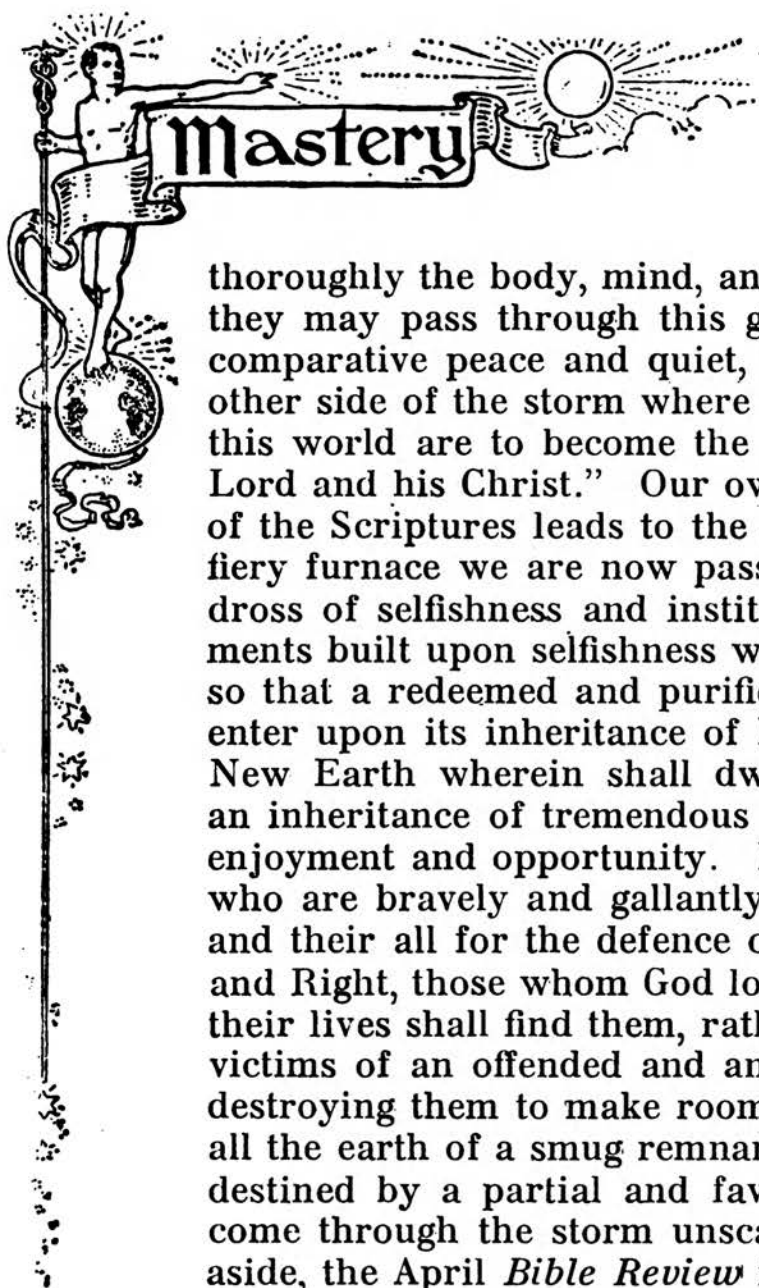 Mastery
thoroughly the body, mind, an
they may pass through this g
comparative peace and quiet,
other side of the storm where
this world are to become the
Lord and his Christ." Our ov
of the Scriptures leads to the
fiery furnace we are now pass
dross of selfishness and instit
ments built upon selfishness w
so that a redeemed and purifie
enter upon its inheritance of
New Earth wherein shall dw
an inheritance of tremendous
enjoyment and opportunity.
who are bravely and gallantly
and their all for the defence o
and Right, those whom God lo
their lives shall find them, rath
victims of an offended and an
destroying them to make room
all the earth of a smug remnan
destined by a partial and fav
come through the storm unsca
aside, the April Bible Review